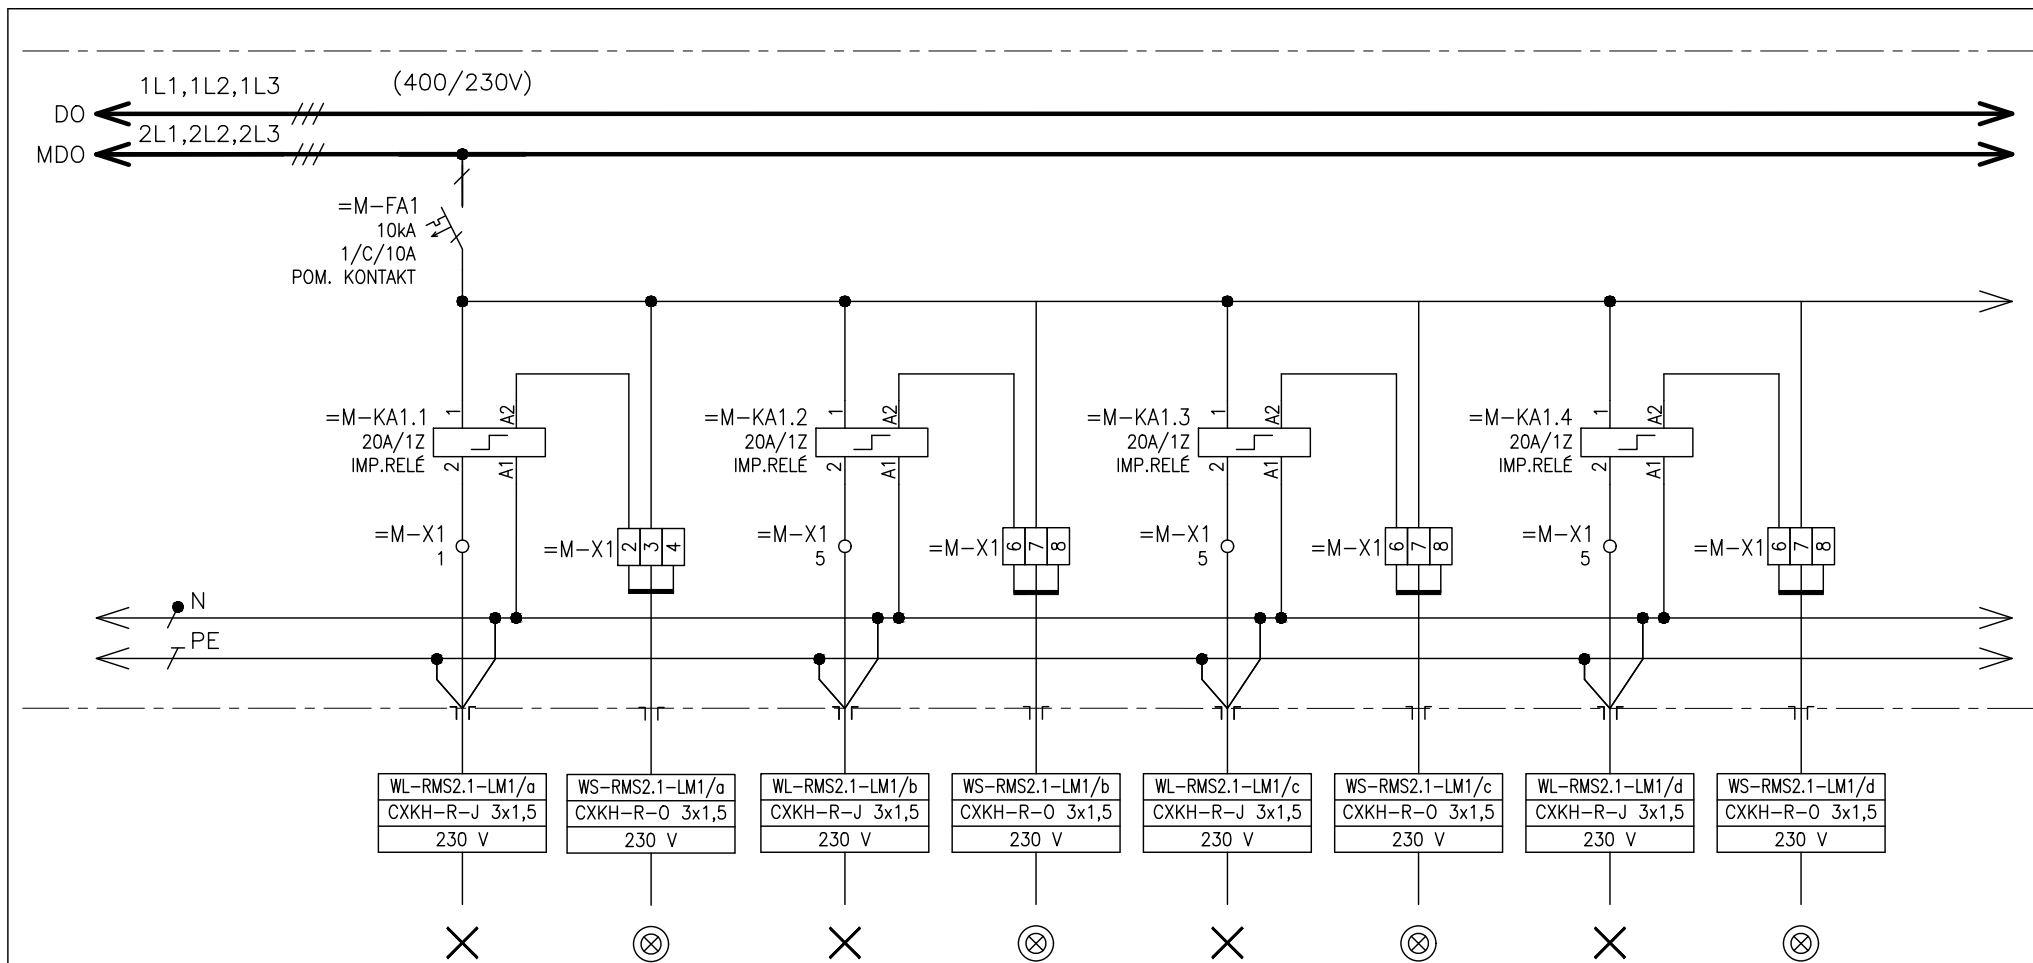 1L1,1L2,1L3
(400/230V)
DO
2L1,2L2,2L3
MDO
=M-FA1
10kA
1/C/10A
POM. KONTAKT
=M-KA1.1
20A/1Z
IMP.RELÉ
1
A2
2
A1
=M-KA1.2
20A/1Z
IMP.RELÉ
1
A2
2
A1
=M-KA1.3
20A/1Z
IMP.RELÉ
1
A2
2
A1
=M-KA1.4
20A/1Z
IMP.RELÉ
1
A2
2
A1
=M-X1
1
=M-X1
2
3
4
=M-X1
5
=M-X1
6
7
8
=M-X1
5
=M-X1
6
7
8
=M-X1
5
=M-X1
6
7
8
N
PE
WL-RMS2.1-LM1/a
CXKH-R-J 3x1,5
230 V
WS-RMS2.1-LM1/a
CXKH-R-O 3x1,5
230 V
WL-RMS2.1-LM1/b
CXKH-R-J 3x1,5
230 V
WS-RMS2.1-LM1/b
CXKH-R-O 3x1,5
230 V
WL-RMS2.1-LM1/c
CXKH-R-J 3x1,5
230 V
WS-RMS2.1-LM1/c
CXKH-R-O 3x1,5
230 V
WL-RMS2.1-LM1/d
CXKH-R-J 3x1,5
230 V
WS-RMS2.1-LM1/d
CXKH-R-O 3x1,5
230 V